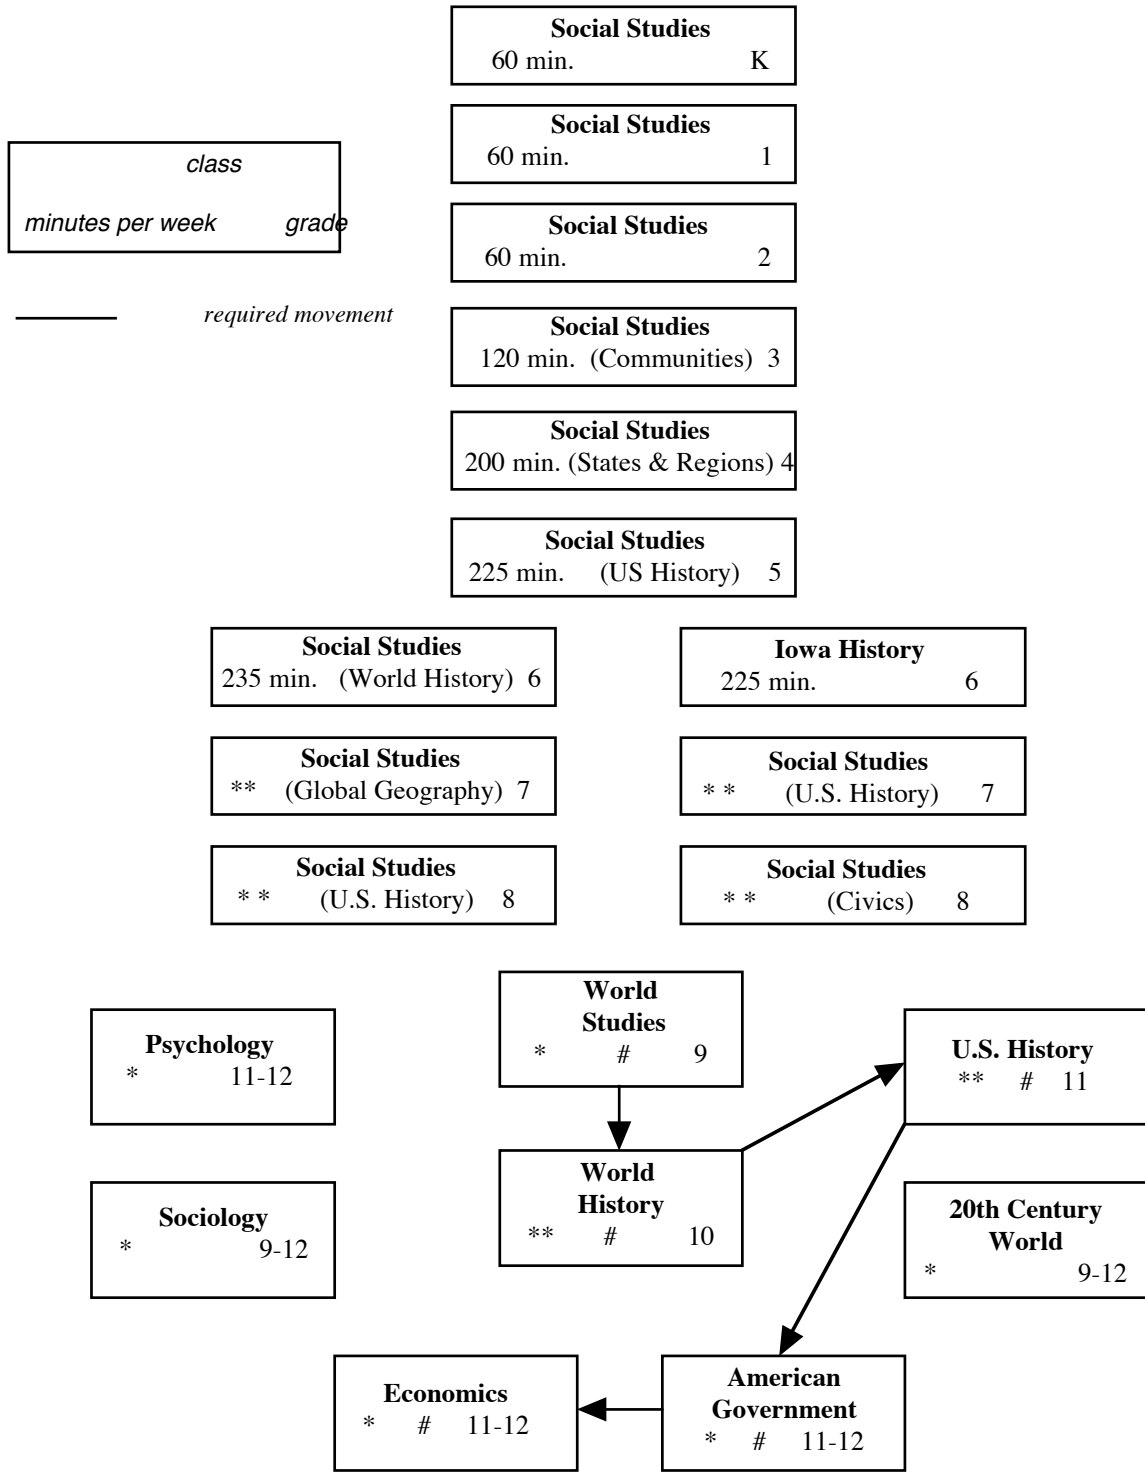 Social Studies
60 min. K
Social Studies
60 min. 1
class
minutes per week grade
Social Studies
60 min. 2
required movement
Social Studies
120 min. (Communities) 3
Social Studies
200 min. (States & Regions) 4
Social Studies
225 min. (US History) 5
Social Studies
235 min. (World History) 6
Iowa History
225 min. 6
Social Studies
** (Global Geography) 7
Social Studies
* * (U.S. History) 7
Social Studies
* * (U.S. History) 8
Social Studies
* * (Civics) 8
World
Studies
* # 9
Psychology
* 11-12
U.S. History
** # 11
World
History
** # 10
Sociology
* 9-12
20th Century
World
* 9-12
Economics
* # 11-12
American
Government
* # 11-12